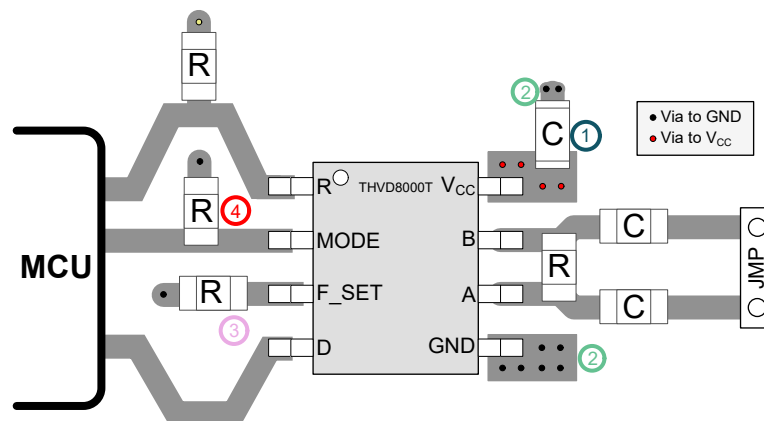 R
2
C
1
Via to GND
Via to VCC
R
4
R
THVD8000T
VCC
MODE
B
C
MCU
R
JMP
R
F_SET
A
C
3
D
GND
2